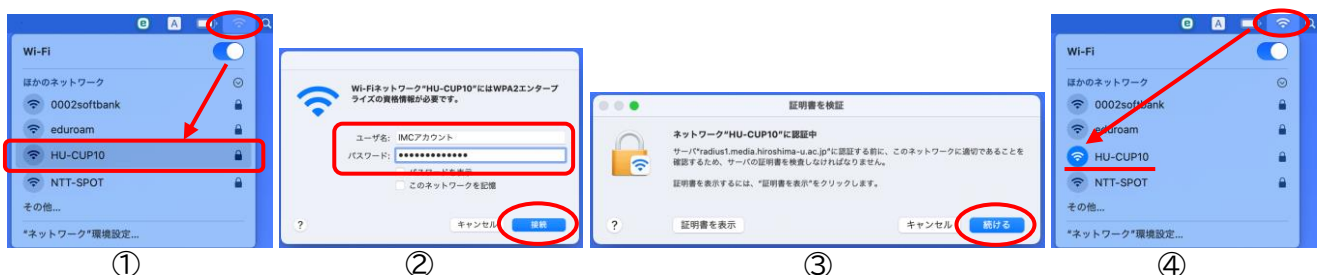 Wi-Fi
ほかのネットワーク
0002softbank
eduroam
HU-CUP10
NTT-SPOT
その他...
"ネットワーク"環境設定...
①
Wi-Fiネットワーク"HU-CUP10"にはWPA2エンタープ
ライズの資格情報が必要です。
ユーザ名: IMCアカウント
パスワード: •••••••••••••
パスワードを表示
このネットワークを記憶
? キャンセル 接続
②
証明書を検証
ネットワーク"HU-CUP10"に認証中
サーバ"radius1.media.hiroshima-u.ac.jp"に認証する前に、このネットワークに適切であることを
確認するため、サーバの証明書を検査しなければなりません。
証明書を表示するには、"証明書を表示"をクリックします。
? 証明書を表示 キャンセル 続ける
③
e A
Wi-Fi
ほかのネットワーク
0002softbank
eduroam
HU-CUP10
NTT-SPOT
その他...
"ネットワーク"環境設定...
④